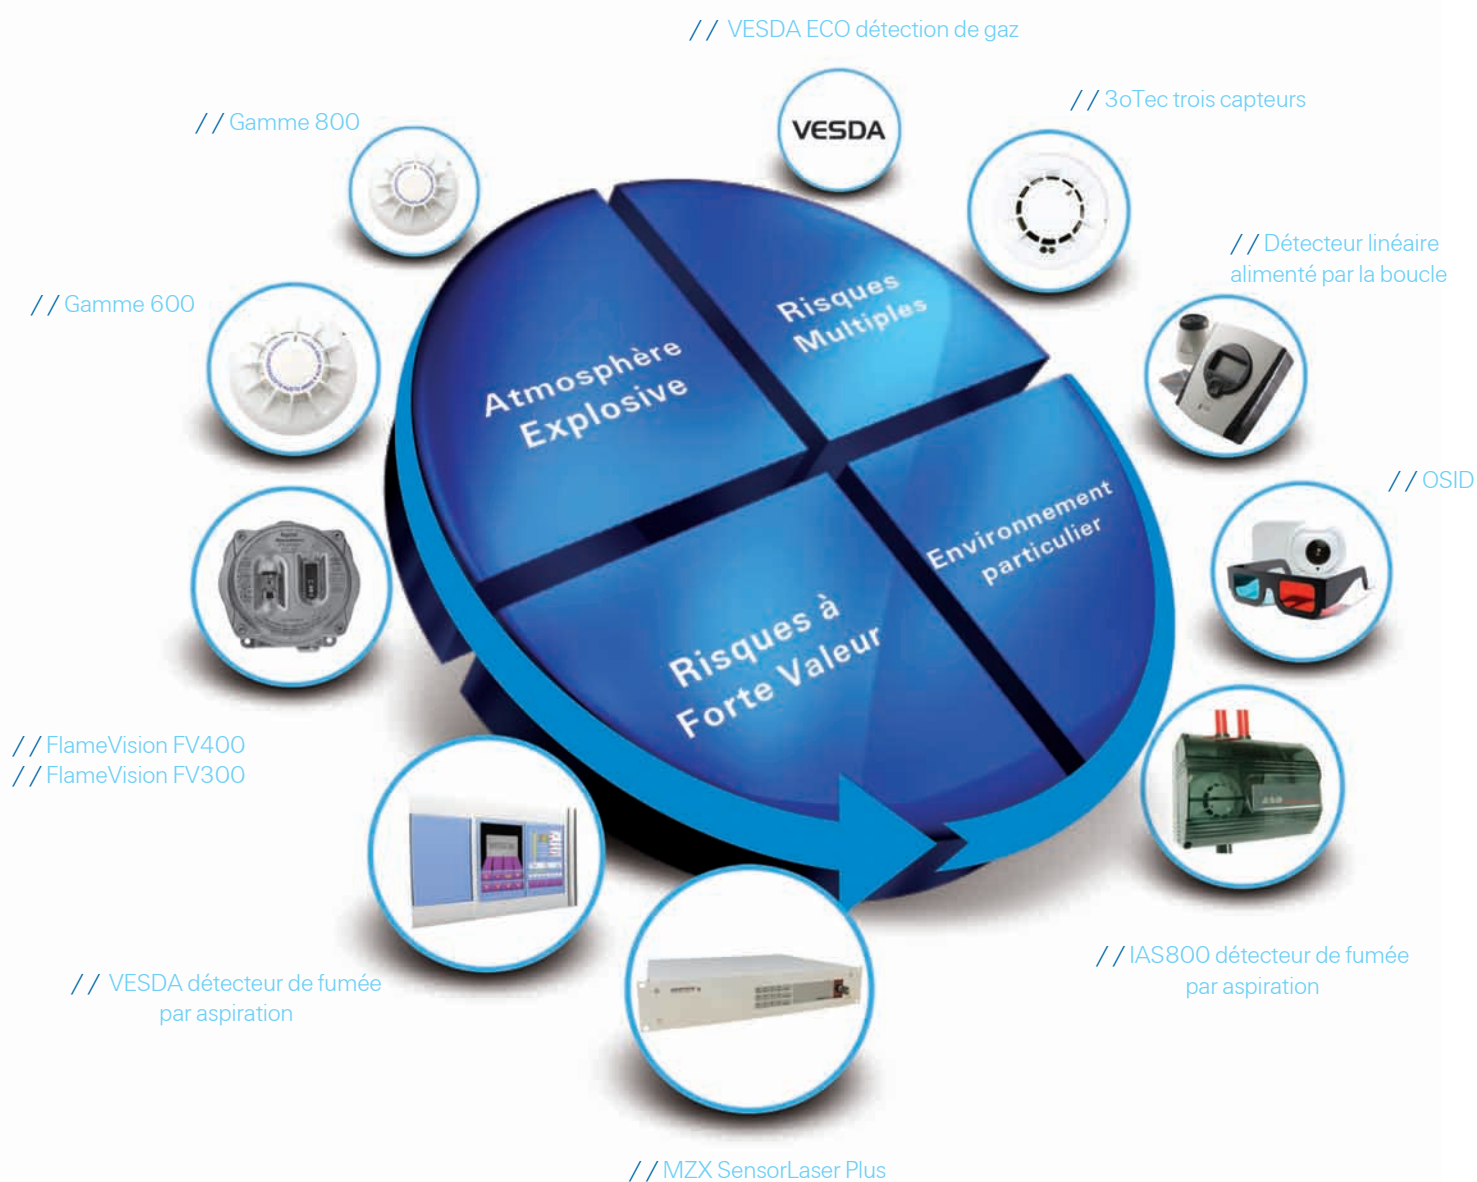 // VESDA ECO détection de gaz
// 3oTec trois capteurs
// Gamme 800
VESDA
// Détecteur linéaire
alimenté par la boucle
// Gamme 600
Risques
Multiples
Atmosphère
Explosive
// OSID
Environnement
particulier
Risques à
Forte Valeur
// FlameVision FV400
// FlameVision FV300
// VESDA détecteur de fumée
par aspiration
// IAS800 détecteur de fumée
par aspiration
// MZX SensorLaser Plus